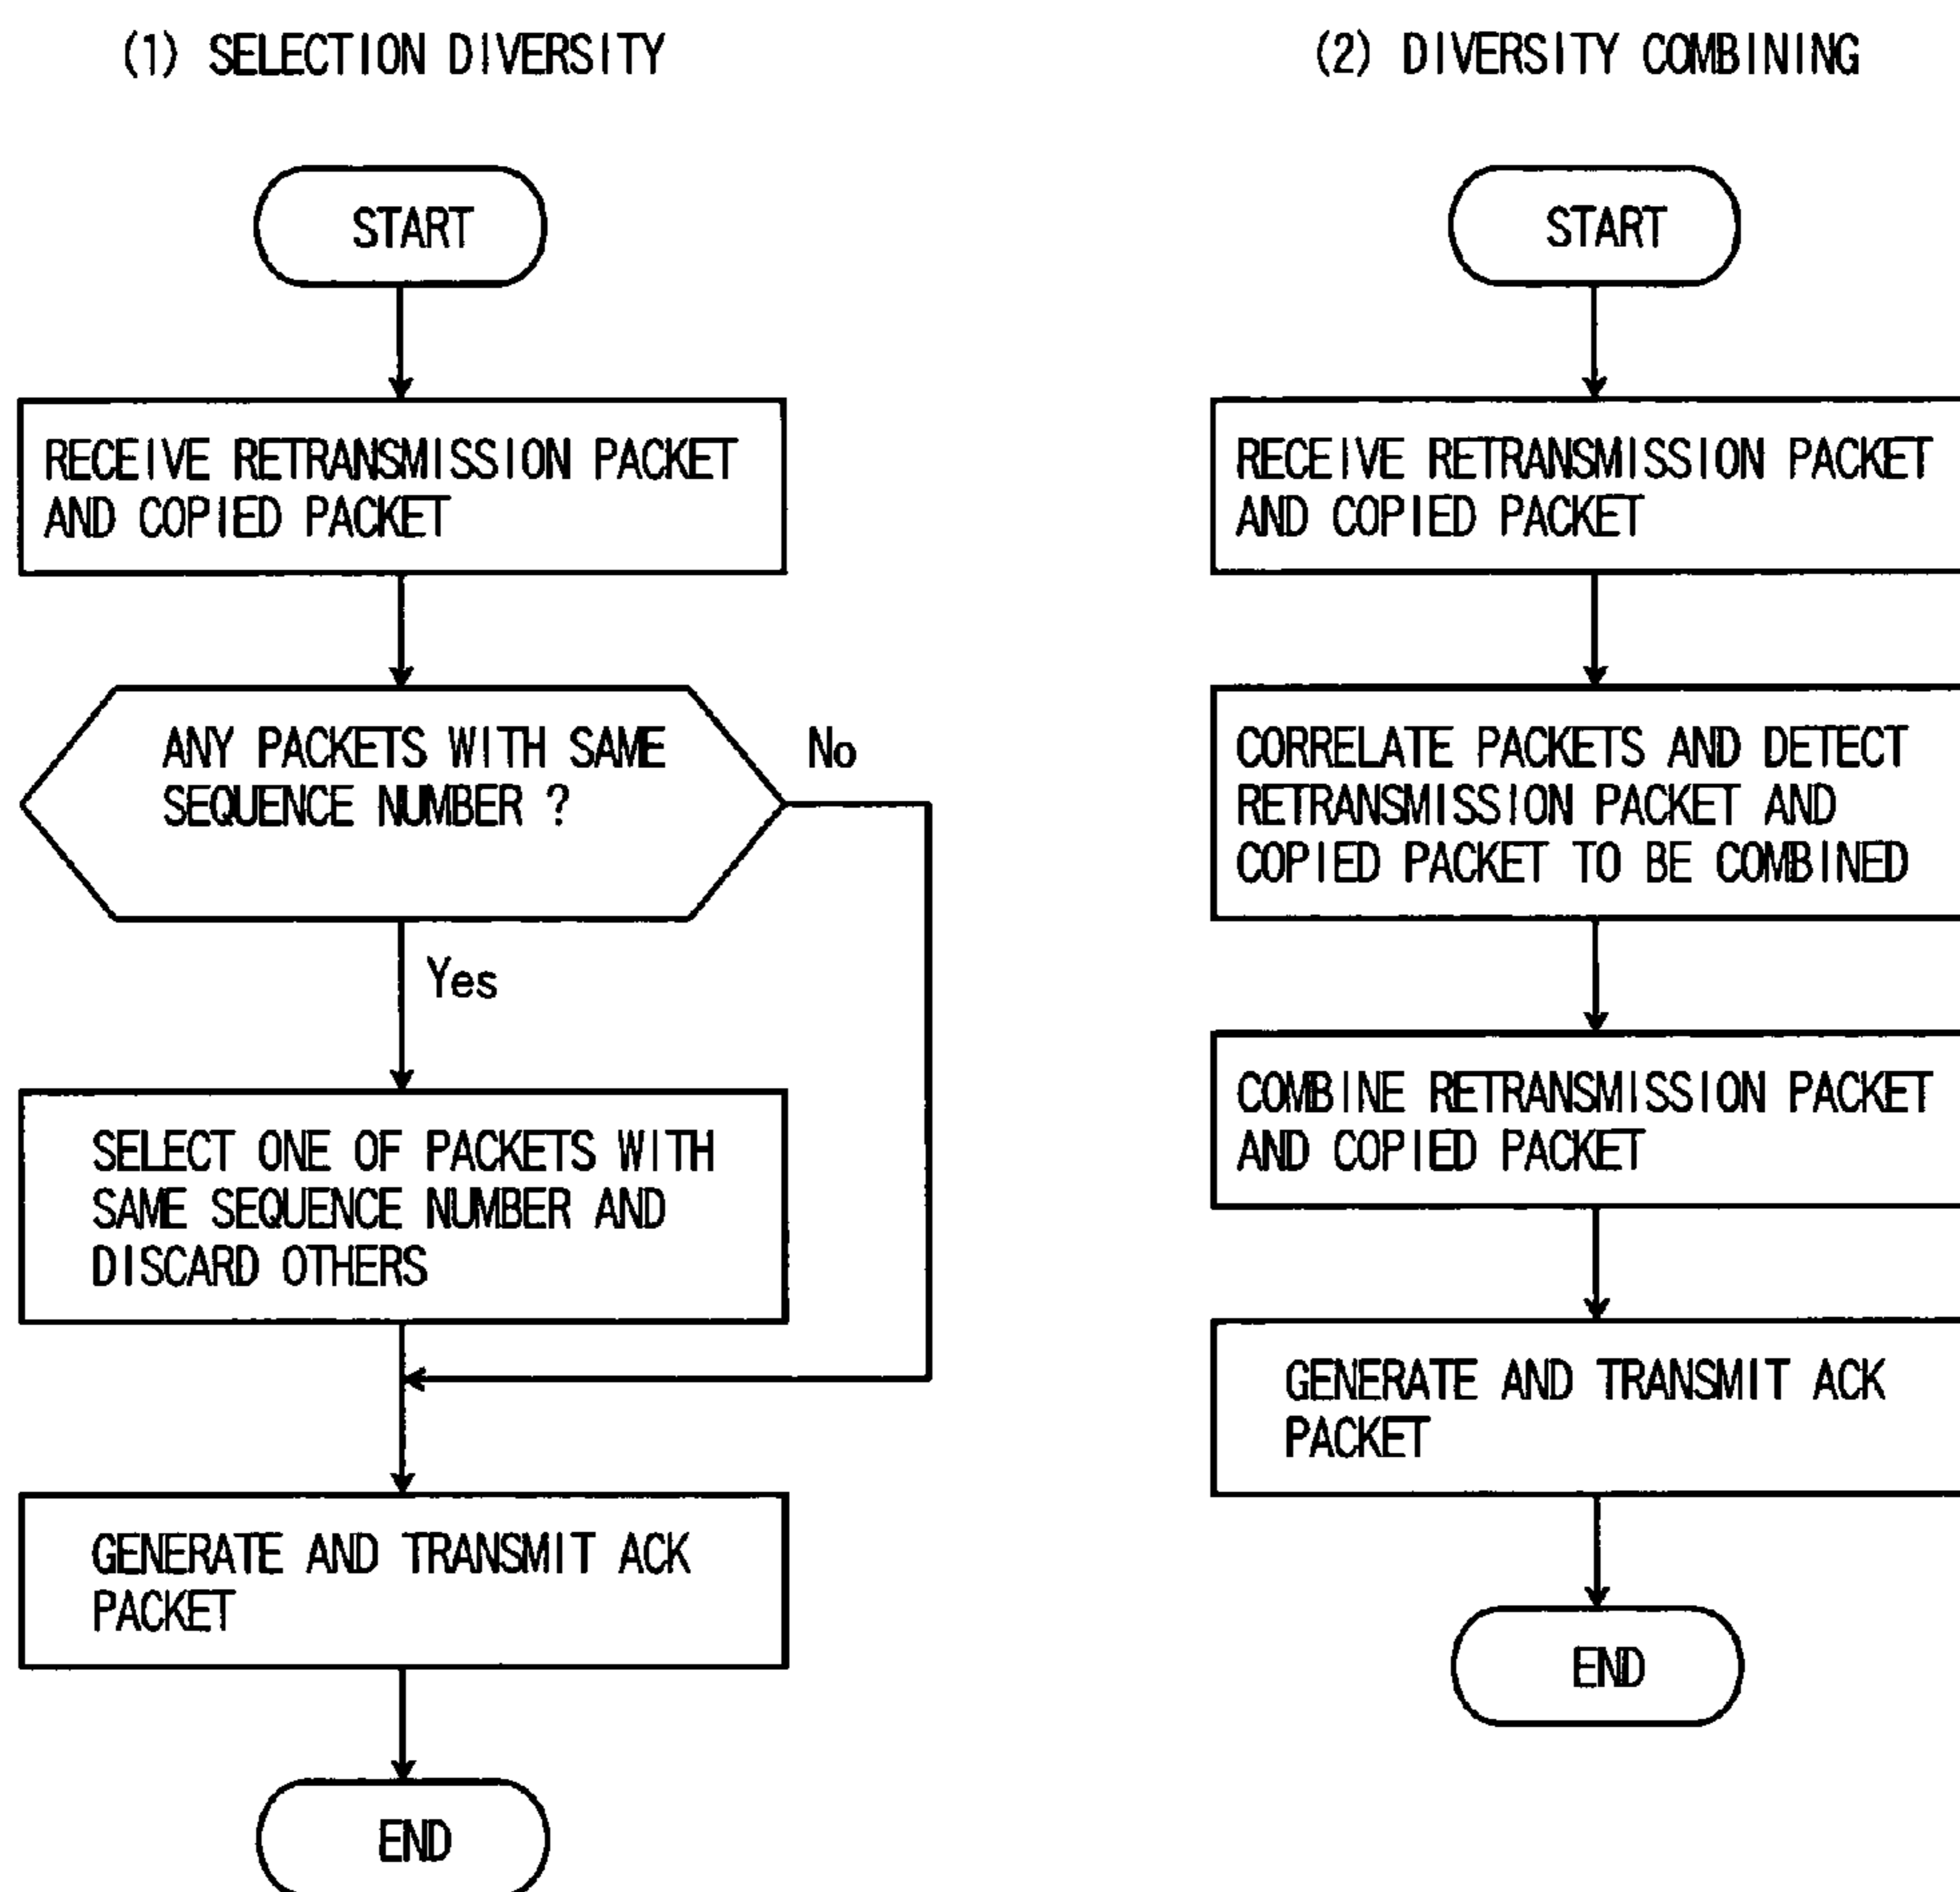 (1) SELECTION DIVERSITY
START
RECEIVE RETRANSMISSION PACKET
AND COPIED PACKET
ANY PACKETS WITH SAME
SEQUENCE NUMBER ?
No
Yes
SELECT ONE OF PACKETS WITH
SAME SEQUENCE NUMBER AND
DISCARD OTHERS
GENERATE AND TRANSMIT ACK
PACKET
END
(2) DIVERSITY COMBINING
START
RECEIVE RETRANSMISSION PACKET
AND COPIED PACKET
CORRELATE PACKETS AND DETECT
RETRANSMISSION PACKET AND
COPIED PACKET TO BE COMBINED
COMBINE RETRANSMISSION PACKET
AND COPIED PACKET
GENERATE AND TRANSMIT ACK
PACKET
END